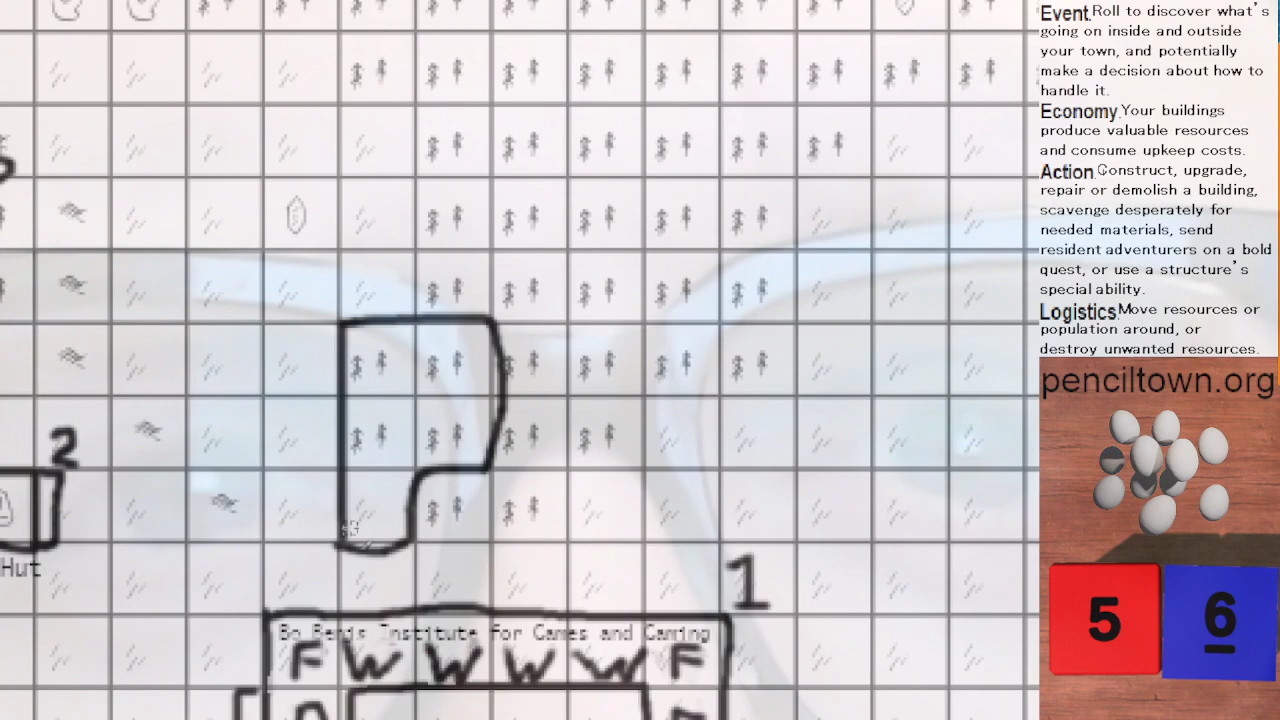 Event. Roll to discover what's
going on inside and outside
your town, and potentially
make a decision about how to
handle it.
Economy. Your buildings
produce valuable resources
and consume upkeep costs.
Action. Construct, upgrade,
repair or demolish a building,
scavenge desperately for
needed materials, send
resident adventurers on a bold
quest, or use a structure's
special ability.
Logistics. Move resources or
population around, or
destroy unwanted resources.
penciltown.org
5 6
2
Hut
1
Institute for Games and Gaming
F W W W W F